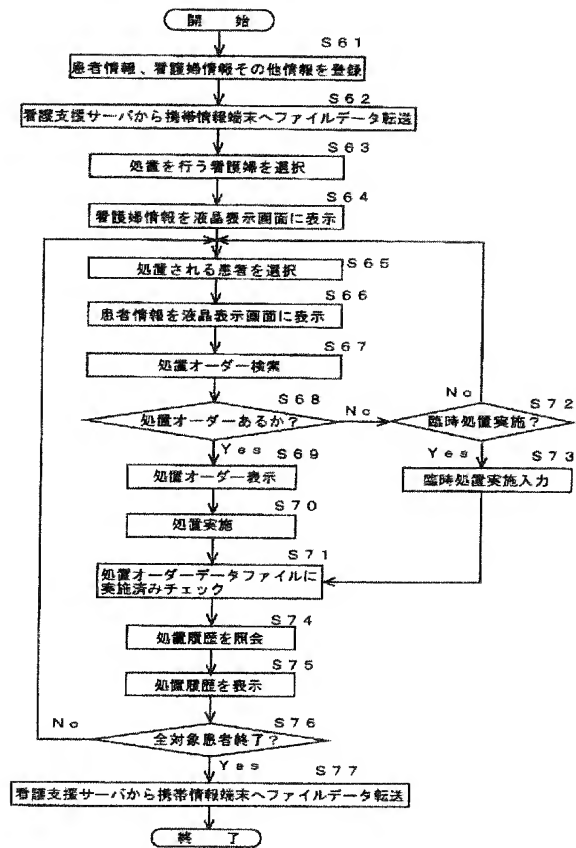 開 始
S61
患者情報、看護婦情報その他情報を登録
S62
看護支援サーバから携帯情報端末へファイルデータ転送
S63
処置を行う看護婦を選択
S64
看護婦情報を液晶表示画面に表示
S65
処置される患者を選択
S66
患者情報を液晶表示画面に表示
S67
処置オーダー検索
S68
処置オーダーあるか？
No
No
S72
臨時処置実施？
Yes
S69
処置オーダー表示
Yes
S73
臨時処置実施入力
S70
処置実施
S71
処置オーダーデータファイルに
実施済みチェック
S74
処置履歴を照会
S75
処置履歴を表示
S76
No
全対象患者終了？
Yes
S77
看護支援サーバから携帯情報端末へファイルデータ転送
終 了